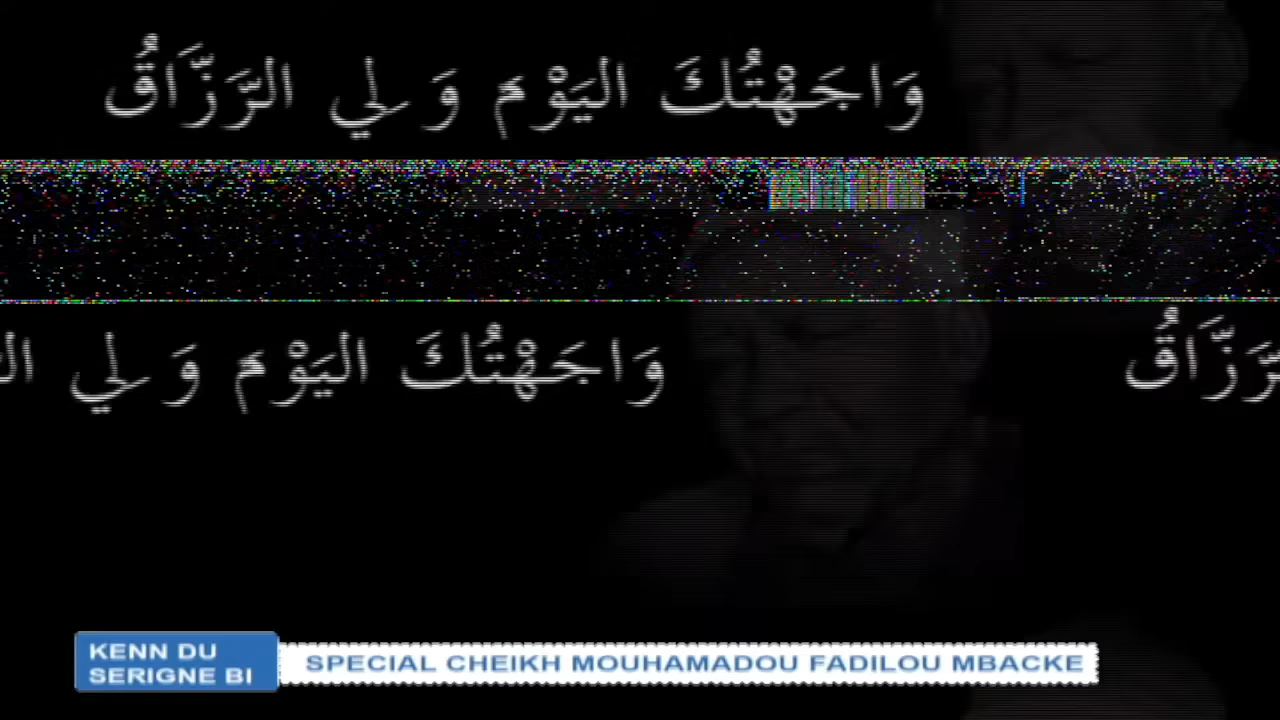 وَاجَهْتُكَ اليَوْمَ وَ لِي الرَّزَّاقُ
وَاجَهْتُكَ اليَوْمَ وَ لِي
رَّزَّاقُ
KENN DU
SERIGNE BI
SPECIAL CHEIKH MOUHAMADOU FADILOU MBACKE